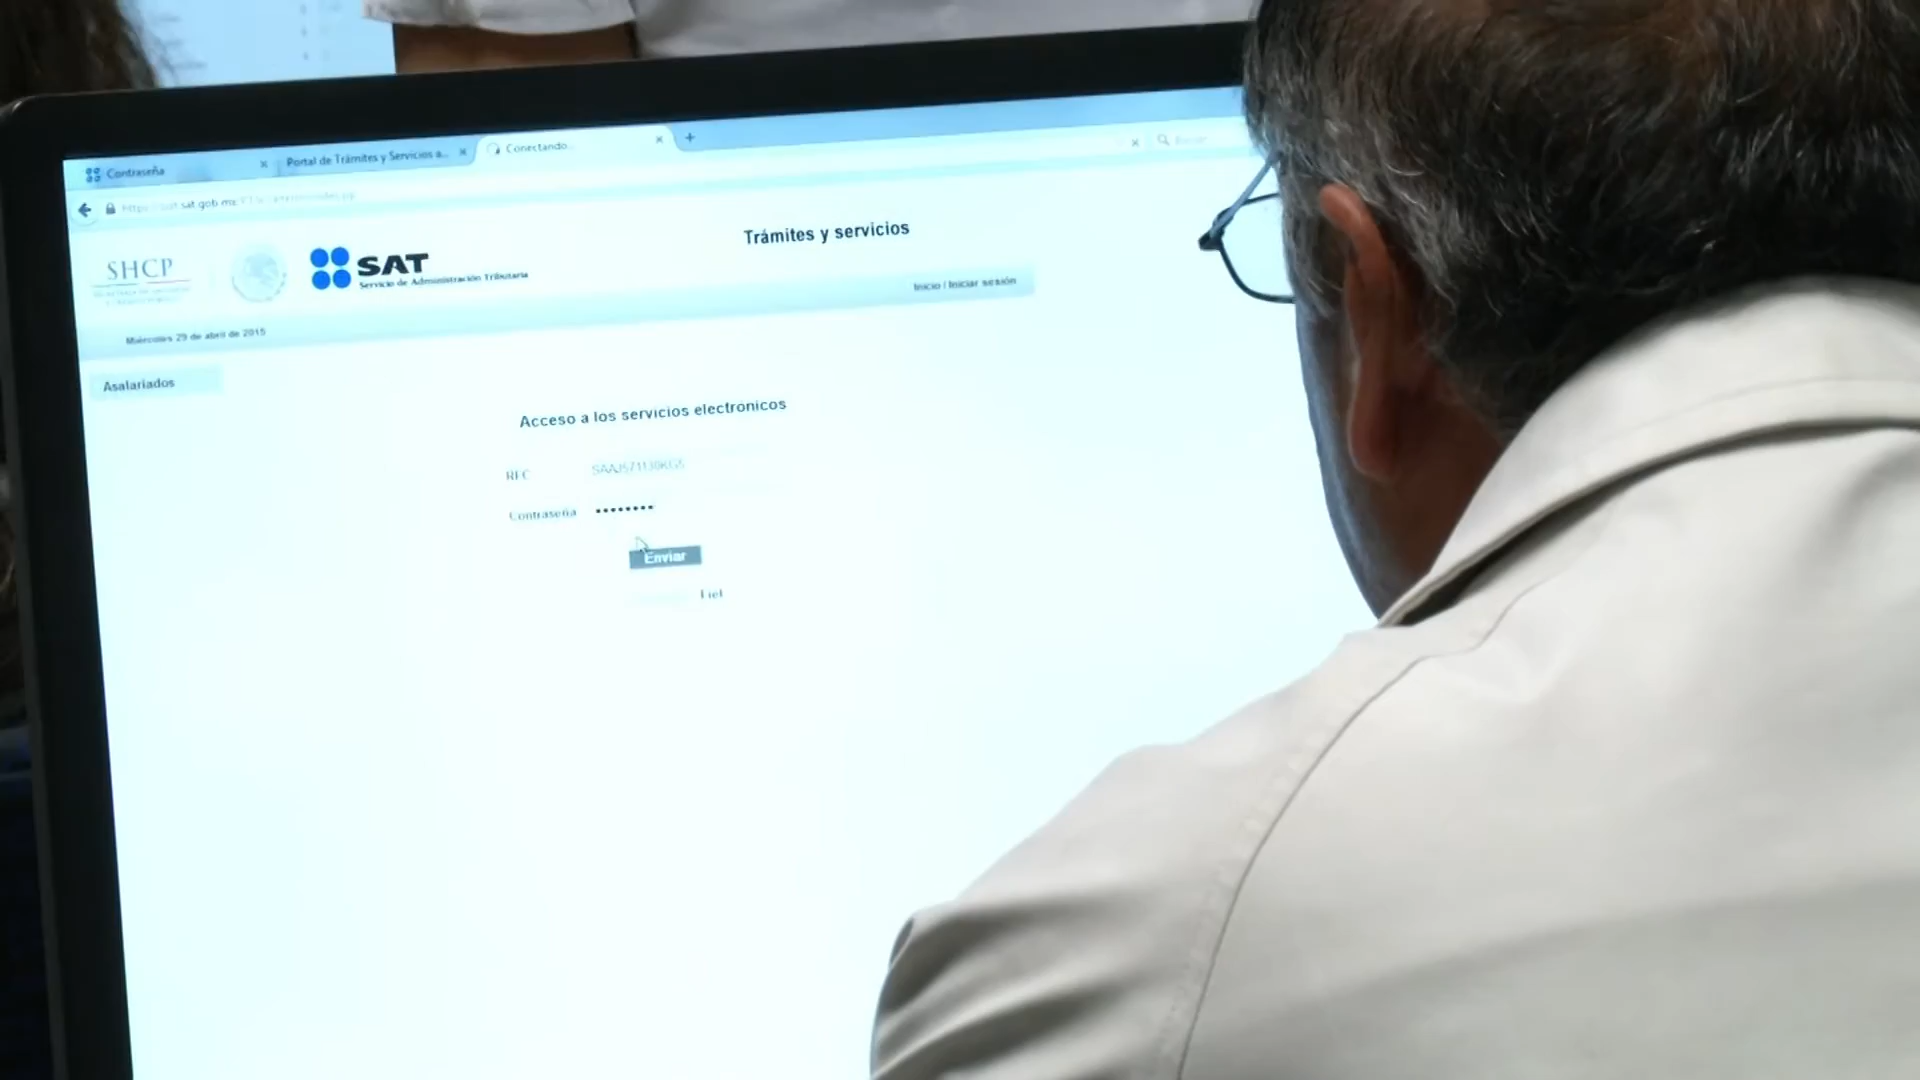 Contraseña
Portal de Trámites y Servicios a...
Conectando...
Buscar
SHCP
SAT
Servicio de Administración Tributaria
Trámites y servicios
Inicio / Iniciar sesión
Miércoles 29 de abril de 2015
Asalariados
Acceso a los servicios electronicos
RFC
Contraseña
Enviar
Fiel